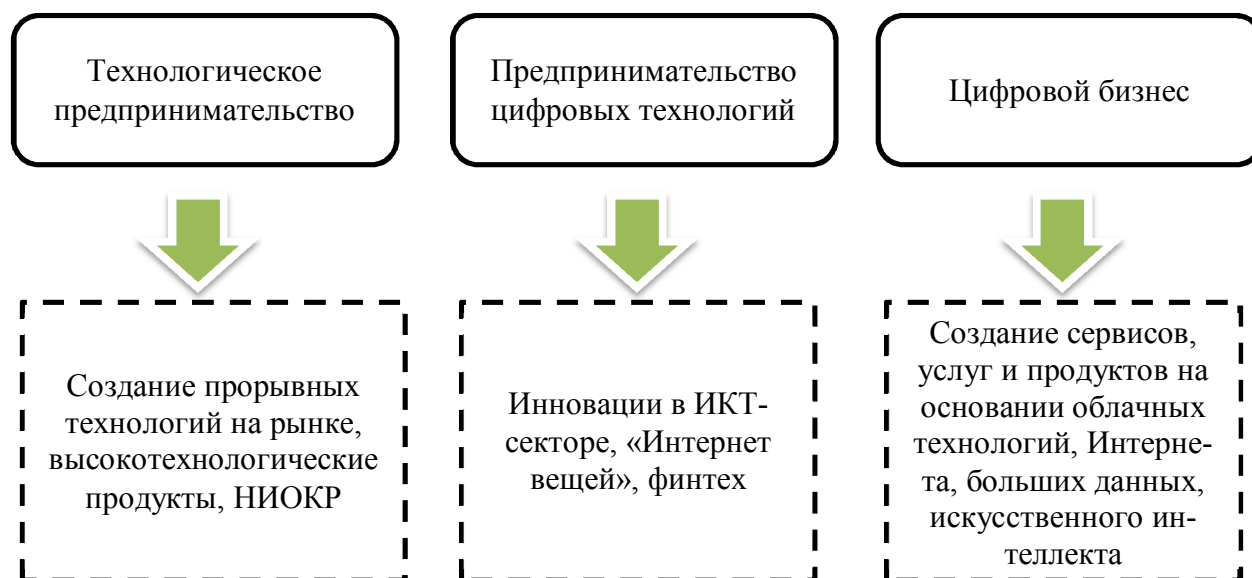 Технологическое
предпринимательство
Предпринимательство
цифровых технологий
Цифровой бизнес
Создание прорывных
технологий на рынке,
высокотехнологические
продукты, НИОКР
Инновации в ИКТ-
секторе, «Интернет
вещей», финтех
Создание сервисов,
услуг и продуктов на
основании облачных
технологий, Интерне-
та, больших данных,
искусственного ин-
теллекта